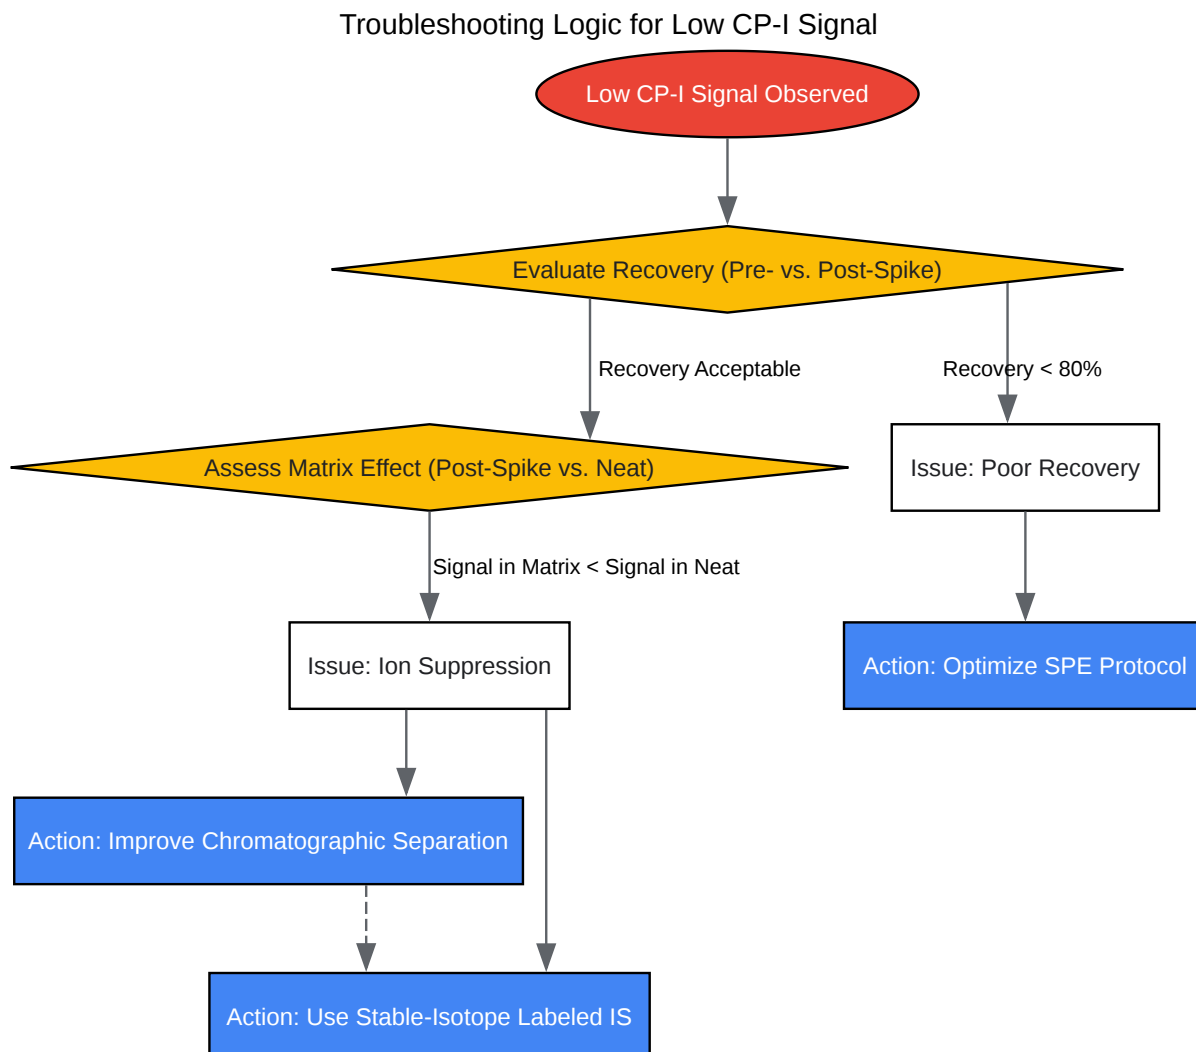 Troubleshooting Logic for Low CP-I Signal
Low CP-I Signal Observed
Evaluate Recovery (Pre- vs. Post-Spike)
Recovery Acceptable
Recovery < 80%
Assess Matrix Effect (Post-Spike vs. Neat)
Issue: Poor Recovery
Signal in Matrix < Signal in Neat
Issue: Ion Suppression
Action: Optimize SPE Protocol
Action: Improve Chromatographic Separation
Action: Use Stable-Isotope Labeled IS